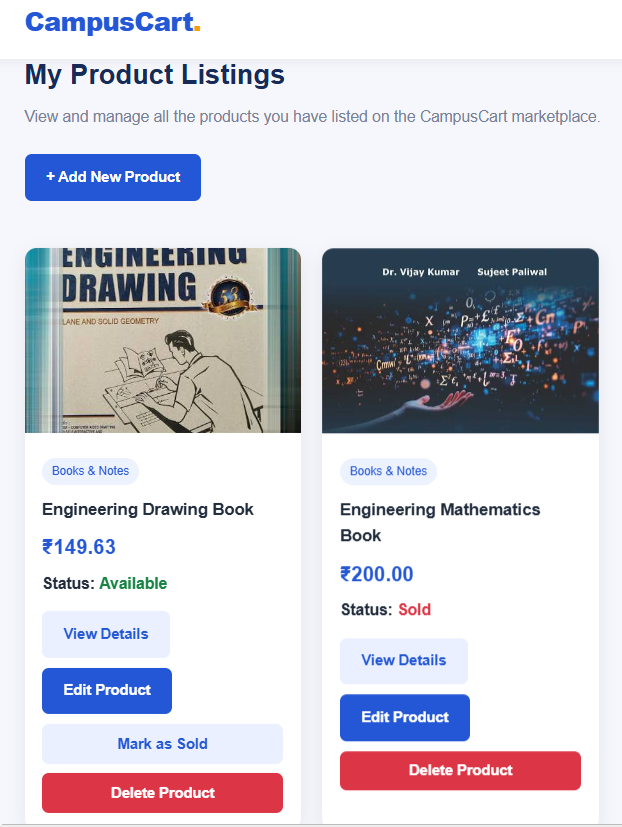 CampusCart.
My Product Listings
View and manage all the products you have listed on the CampusCart marketplace.
+ Add New Product
ENGINEERING
DRAWING
LANE AND SOLID GEOMETRY
53
Books & Notes
Engineering Drawing Book
₹149.63
Status: Available
View Details
Edit Product
Mark as Sold
Delete Product
Dr. Vijay Kumar Sujeet Paliwal
Books & Notes
Engineering Mathematics
Book
₹200.00
Status: Sold
View Details
Edit Product
Delete Product